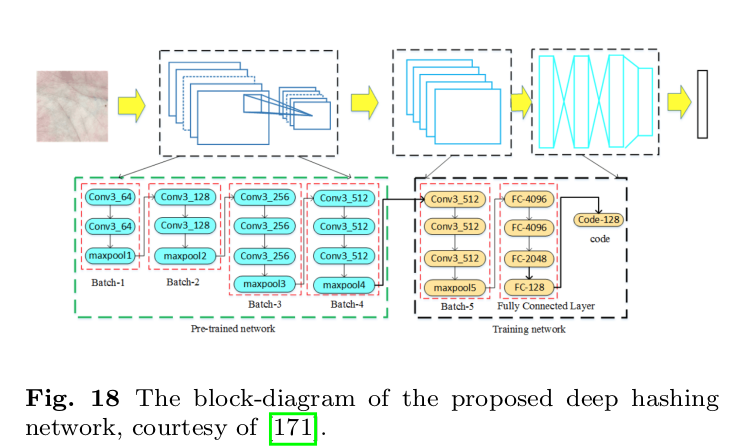 Conv3_64
Conv3_64
maxpool1
Batch-1
Conv3_128
Conv3_128
maxpool2
Batch-2
Conv3_256
Conv3_256
Conv3_256
maxpool3
Batch-3
Conv3_512
Conv3_512
Conv3_512
maxpool4
Batch-4
Pre-trained network
Conv3_512
Conv3_512
Conv3_512
maxpool5
Batch-5
FC-4096
FC-4096
FC-2048
FC-128
Fully Connected Layer
Code-128
code
Training network
Fig. 18 The block-diagram of the proposed deep hashing
network, courtesy of [171].